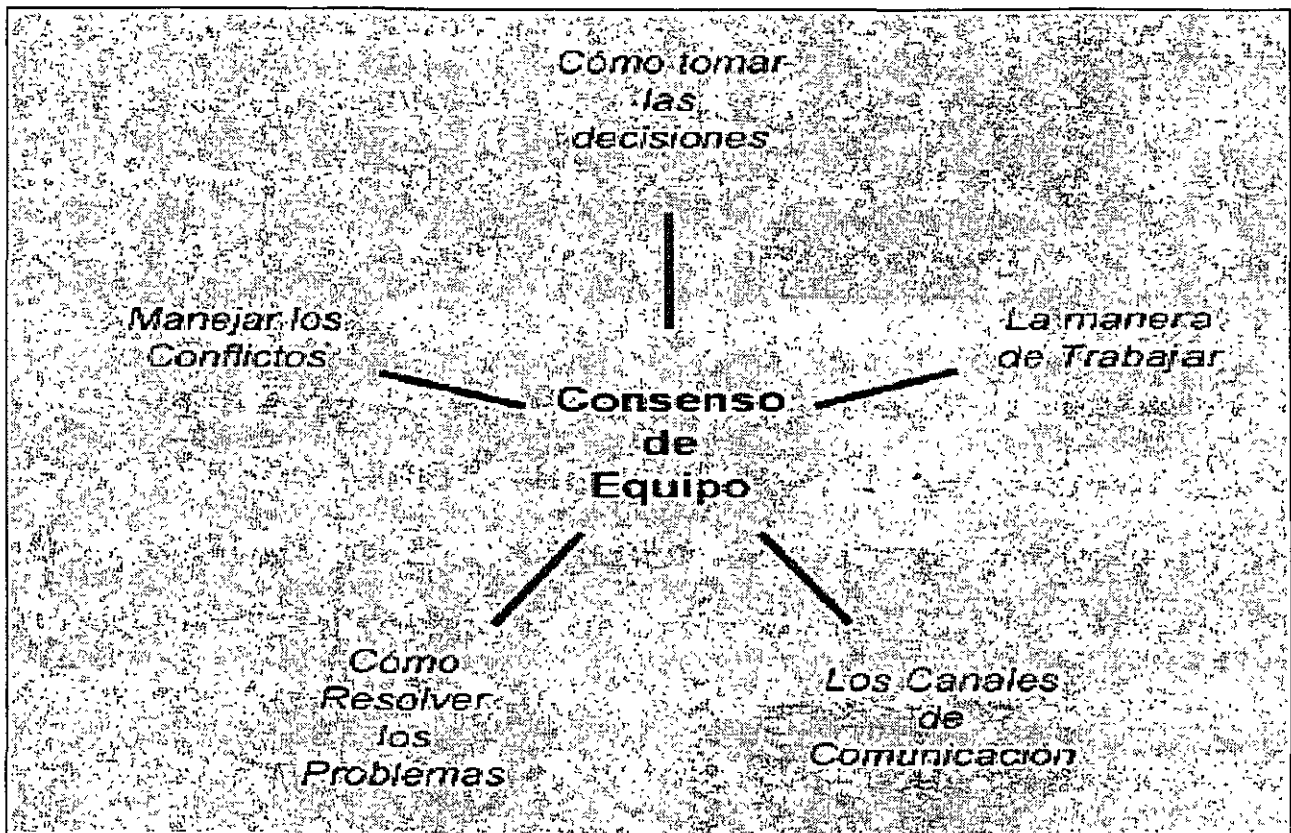 Cómo tomar
las
decisiones
Manejar los
Conflictos
La manera
de Trabajar
Consenso
de
Equipo
Cómo
Resolver
los
Problemas
Los Canales
de
Comunicación